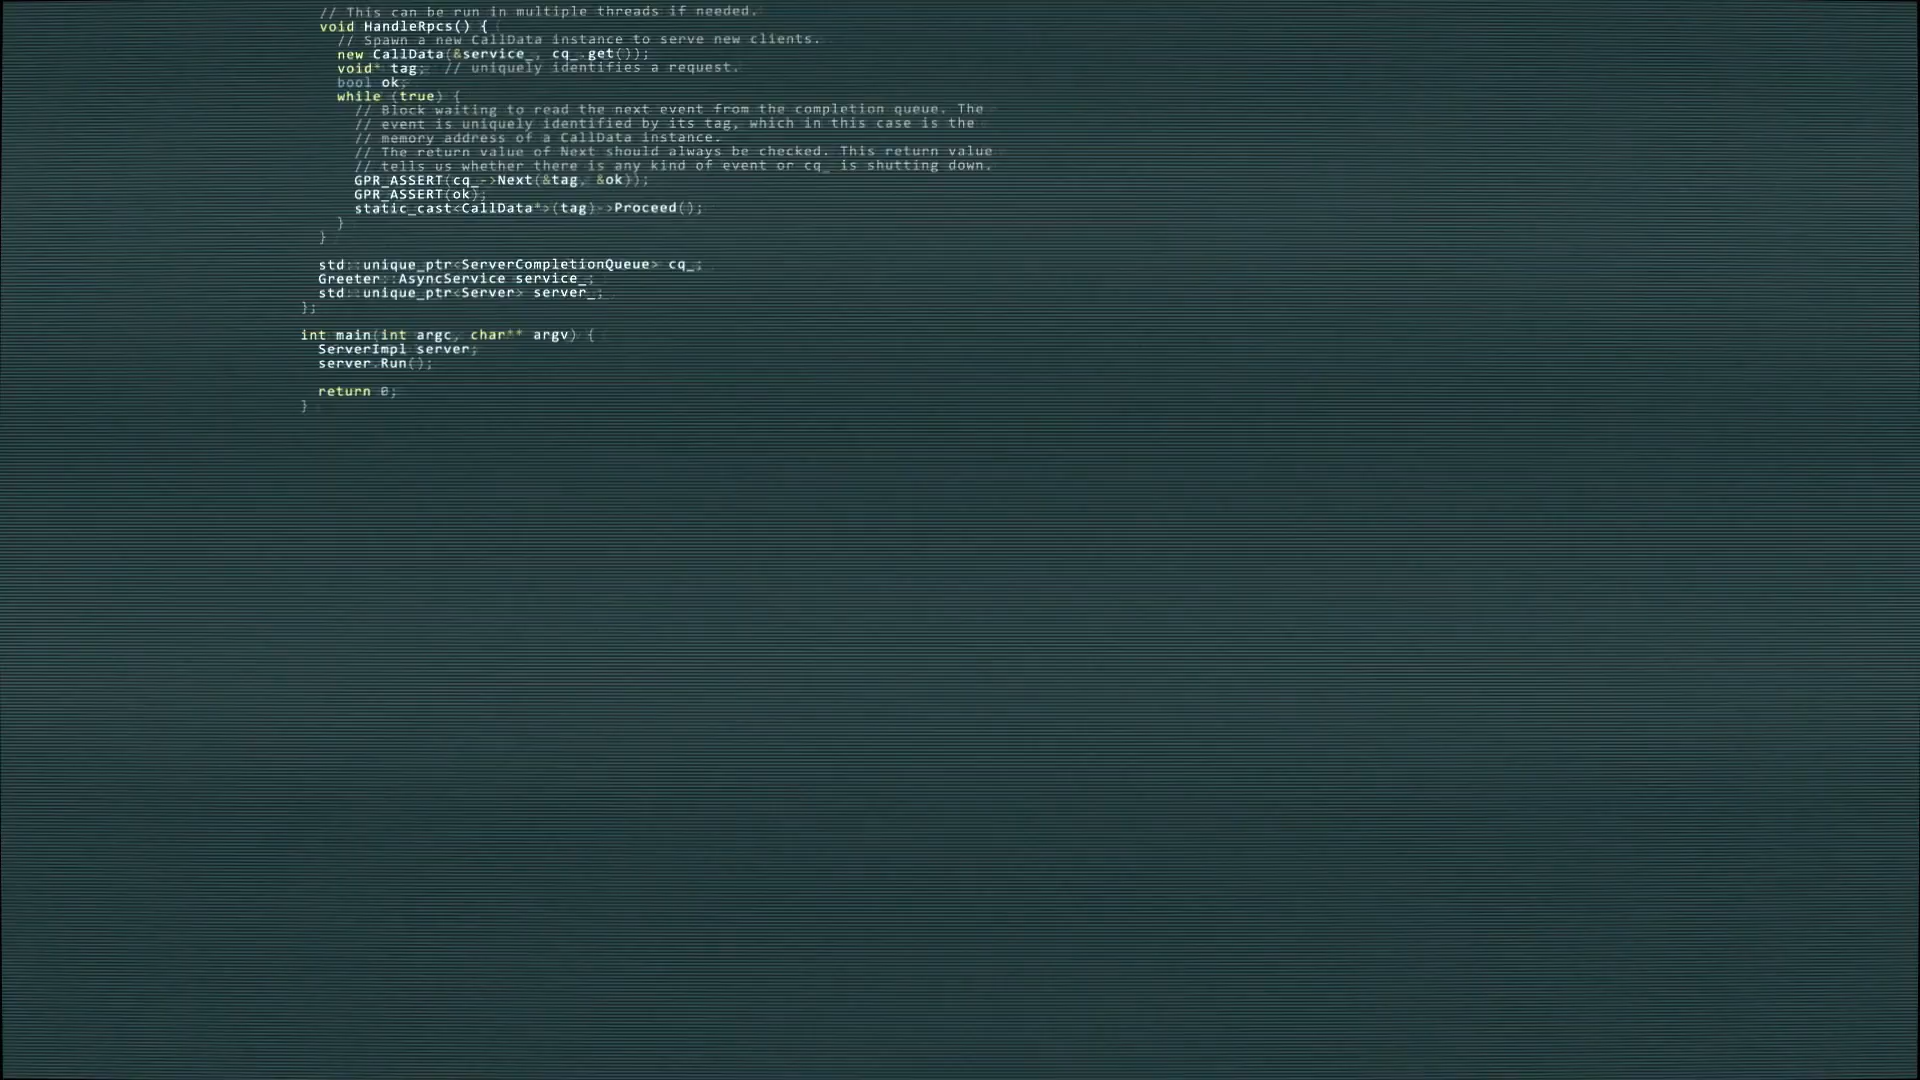 // This can be run in multiple threads if needed.
void HandleRpcs() {
// Spawn a new CallData instance to serve new clients.
new CallData(&service_, cq_.get());
void* tag;  // uniquely identifies a request.
bool ok;
while (true) {
// Block waiting to read the next event from the completion queue. The
// event is uniquely identified by its tag, which in this case is the
// memory address of a CallData instance.
// The return value of Next should always be checked. This return value
// tells us whether there is any kind of event or cq_ is shutting down.
GPR_ASSERT(cq_->Next(&tag, &ok));
GPR_ASSERT(ok);
static_cast<CallData*>(tag)->Proceed();
}
}
std::unique_ptr<ServerCompletionQueue> cq_;
Greeter::AsyncService service_;
std::unique_ptr<Server> server_;
};
int main(int argc, char** argv) {
ServerImpl server;
server.Run();
return 0;
}